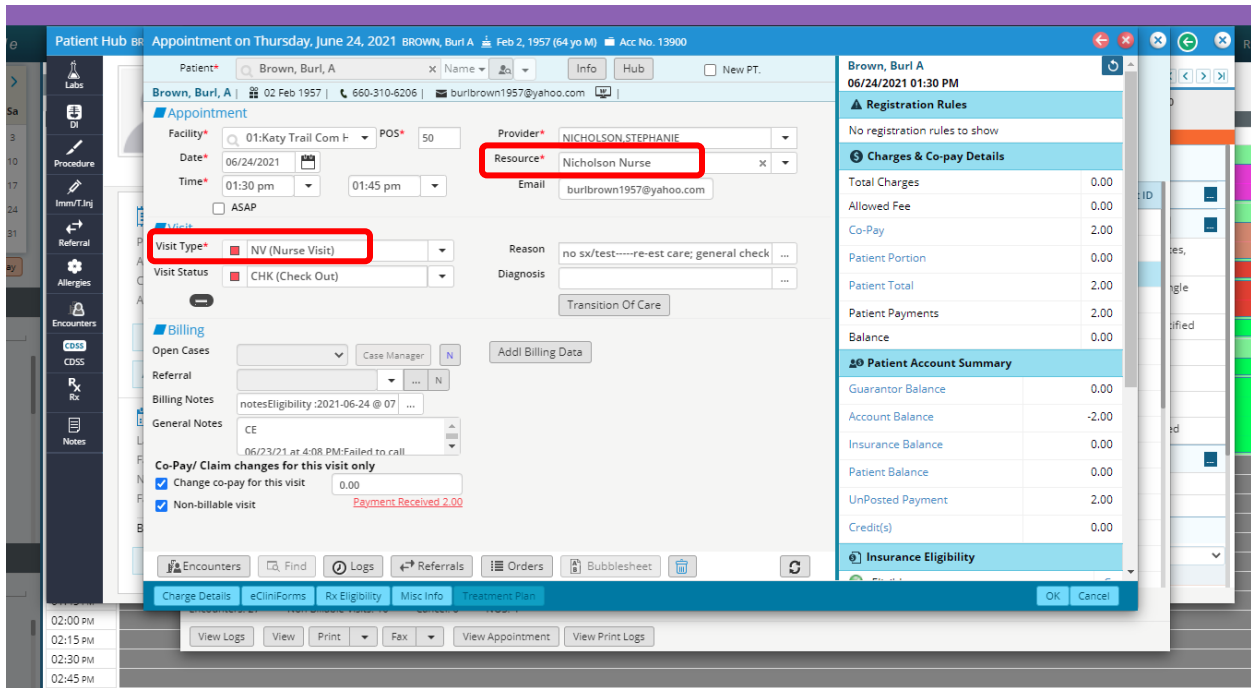 Patient Hub BR
Appointment on Thursday, June 24, 2021 BROWN, Burl A Feb 2, 1957 (64 yo M) Acc No. 13900
Labs
DI
Procedure
Imm/T.Inj
Referral
Allergies
Encounters
CDSS
CDSS
Rx
Rx
Notes
Sa
3
10
17
24
31
Patient* Brown, Burl, A x Name Info Hub New PT.
Brown, Burl, A | 02 Feb 1957 | 660-310-6206 | burlbrown1957@yahoo.com |
Appointment
Facility* 01:Katy Trail Com H POS* 50 Provider* NICHOLSON,STEPHANIE
Date* 06/24/2021 Resource* Nicholson Nurse x
Time* 01:30 pm 01:45 pm Email burlbrown1957@yahoo.com
ASAP
Visit
Visit Type* NV (Nurse Visit) Reason no sx/test-----re-est care; general check ...
Visit Status CHK (Check Out) Diagnosis ...
Transition Of Care
Billing
Open Cases Case Manager N Addl Billing Data
Referral ... N
Billing Notes notesEligibility :2021-06-24 @ 07 ...
General Notes CE
06/23/21 at 4:08 PM:Failed to call
Co-Pay/ Claim changes for this visit only
Change co-pay for this visit 0.00
Non-billable visit Payment Received 2.00
Encounters Find Logs Referrals Orders Bubblesheet
Charge Details eCliniForms Rx Eligibility Misc Info Treatment Plan OK Cancel
Brown, Burl A
06/24/2021 01:30 PM
Registration Rules
No registration rules to show
Charges & Co-pay Details
Total Charges 0.00
Allowed Fee 0.00
Co-Pay 2.00
Patient Portion 0.00
Patient Total 2.00
Patient Payments 2.00
Balance 0.00
Patient Account Summary
Guarantor Balance 0.00
Account Balance -2.00
Insurance Balance 0.00
Patient Balance 0.00
UnPosted Payment 2.00
Credit(s) 0.00
Insurance Eligibility
ID
View Logs View Print Fax View Appointment View Print Logs
02:00 PM
02:15 PM
02:30 PM
02:45 PM